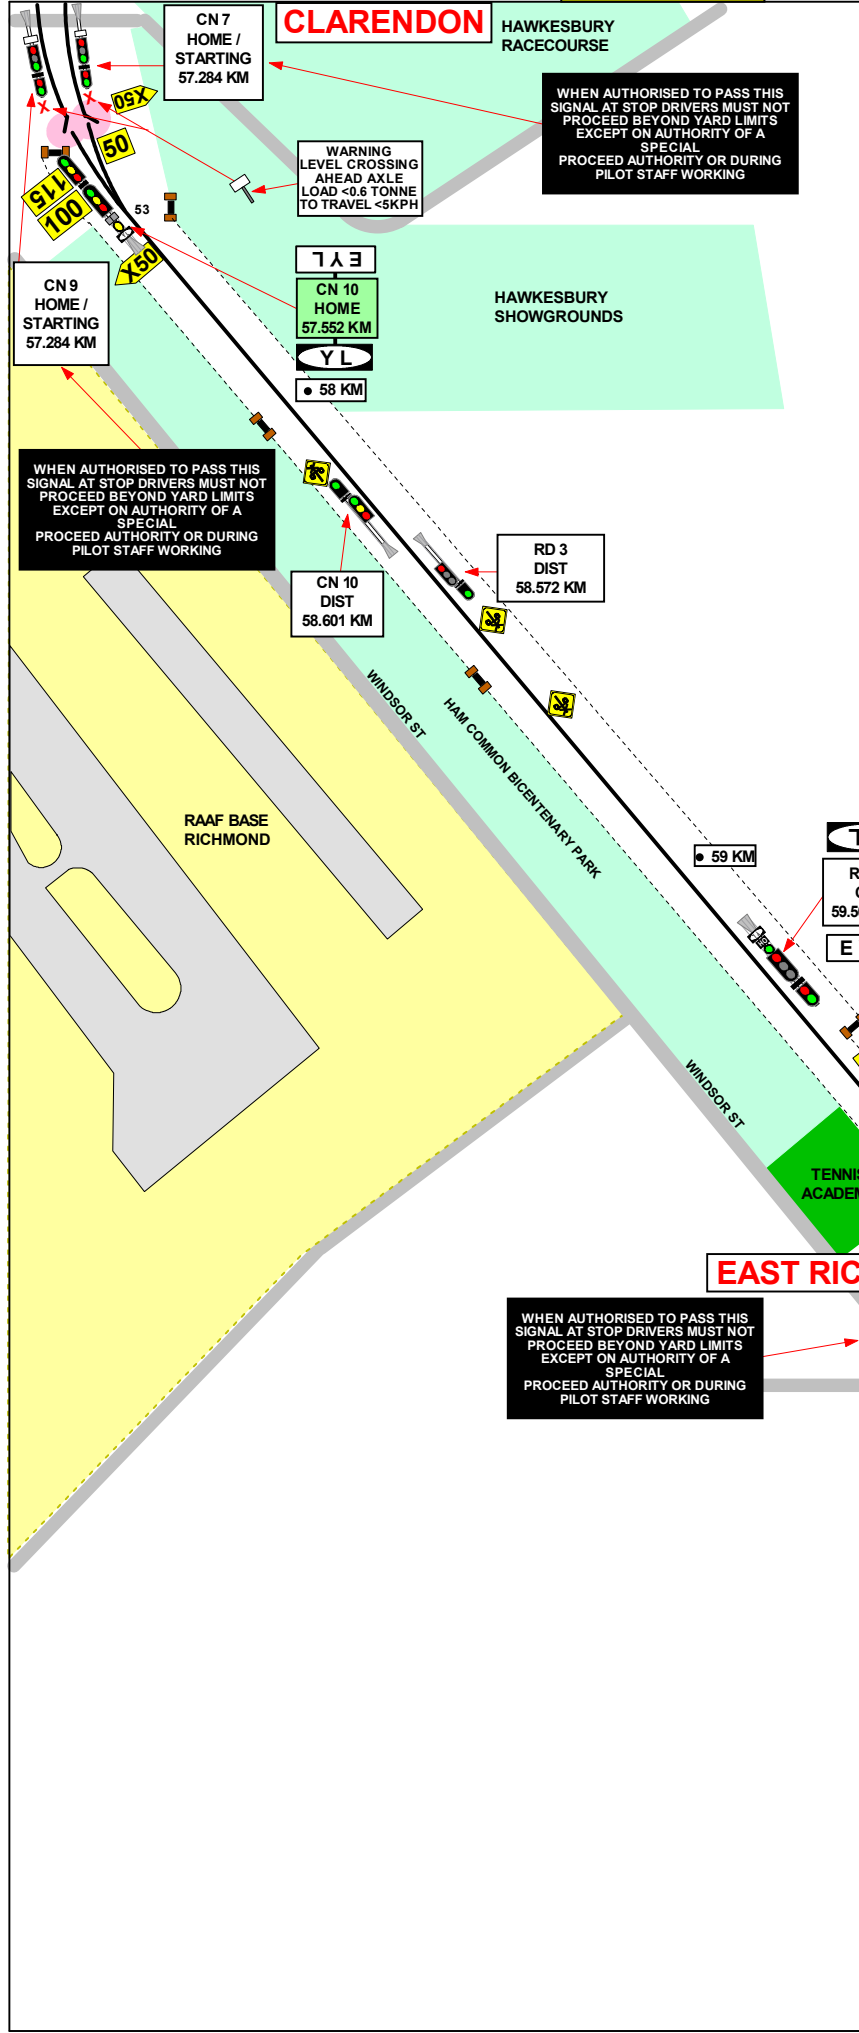 CN 7
HOME /
STARTING
57.284 KM
CLARENDON
HAWKESBURY
RACECOURSE
WHEN AUTHORISED TO PASS THIS
SIGNAL AT STOP DRIVERS MUST NOT
PROCEED BEYOND YARD LIMITS
EXCEPT ON AUTHORITY OF A
SPECIAL
PROCEED AUTHORITY OR DURING
PILOT STAFF WORKING
X50
50
WARNING
LEVEL CROSSING
AHEAD AXLE
LOAD <0.6 TONNE
TO TRAVEL <5KPH
115
100
53
X50
EYL
CN 10
HOME
57.552 KM
Y L
58 KM
HAWKESBURY
SHOWGROUNDS
CN 9
HOME /
STARTING
57.284 KM
WHEN AUTHORISED TO PASS THIS
SIGNAL AT STOP DRIVERS MUST NOT
PROCEED BEYOND YARD LIMITS
EXCEPT ON AUTHORITY OF A
SPECIAL
PROCEED AUTHORITY OR DURING
PILOT STAFF WORKING
CN 10
DIST
58.601 KM
RD 3
DIST
58.572 KM
WINDSOR ST
HAM COMMON BICENTENARY PARK
RAAF BASE
RICHMOND
59 KM
R
59.5
E
WINDSOR ST
TENNIS
ACADEM
EAST RIC
WHEN AUTHORISED TO PASS THIS
SIGNAL AT STOP DRIVERS MUST NOT
PROCEED BEYOND YARD LIMITS
EXCEPT ON AUTHORITY OF A
SPECIAL
PROCEED AUTHORITY OR DURING
PILOT STAFF WORKING